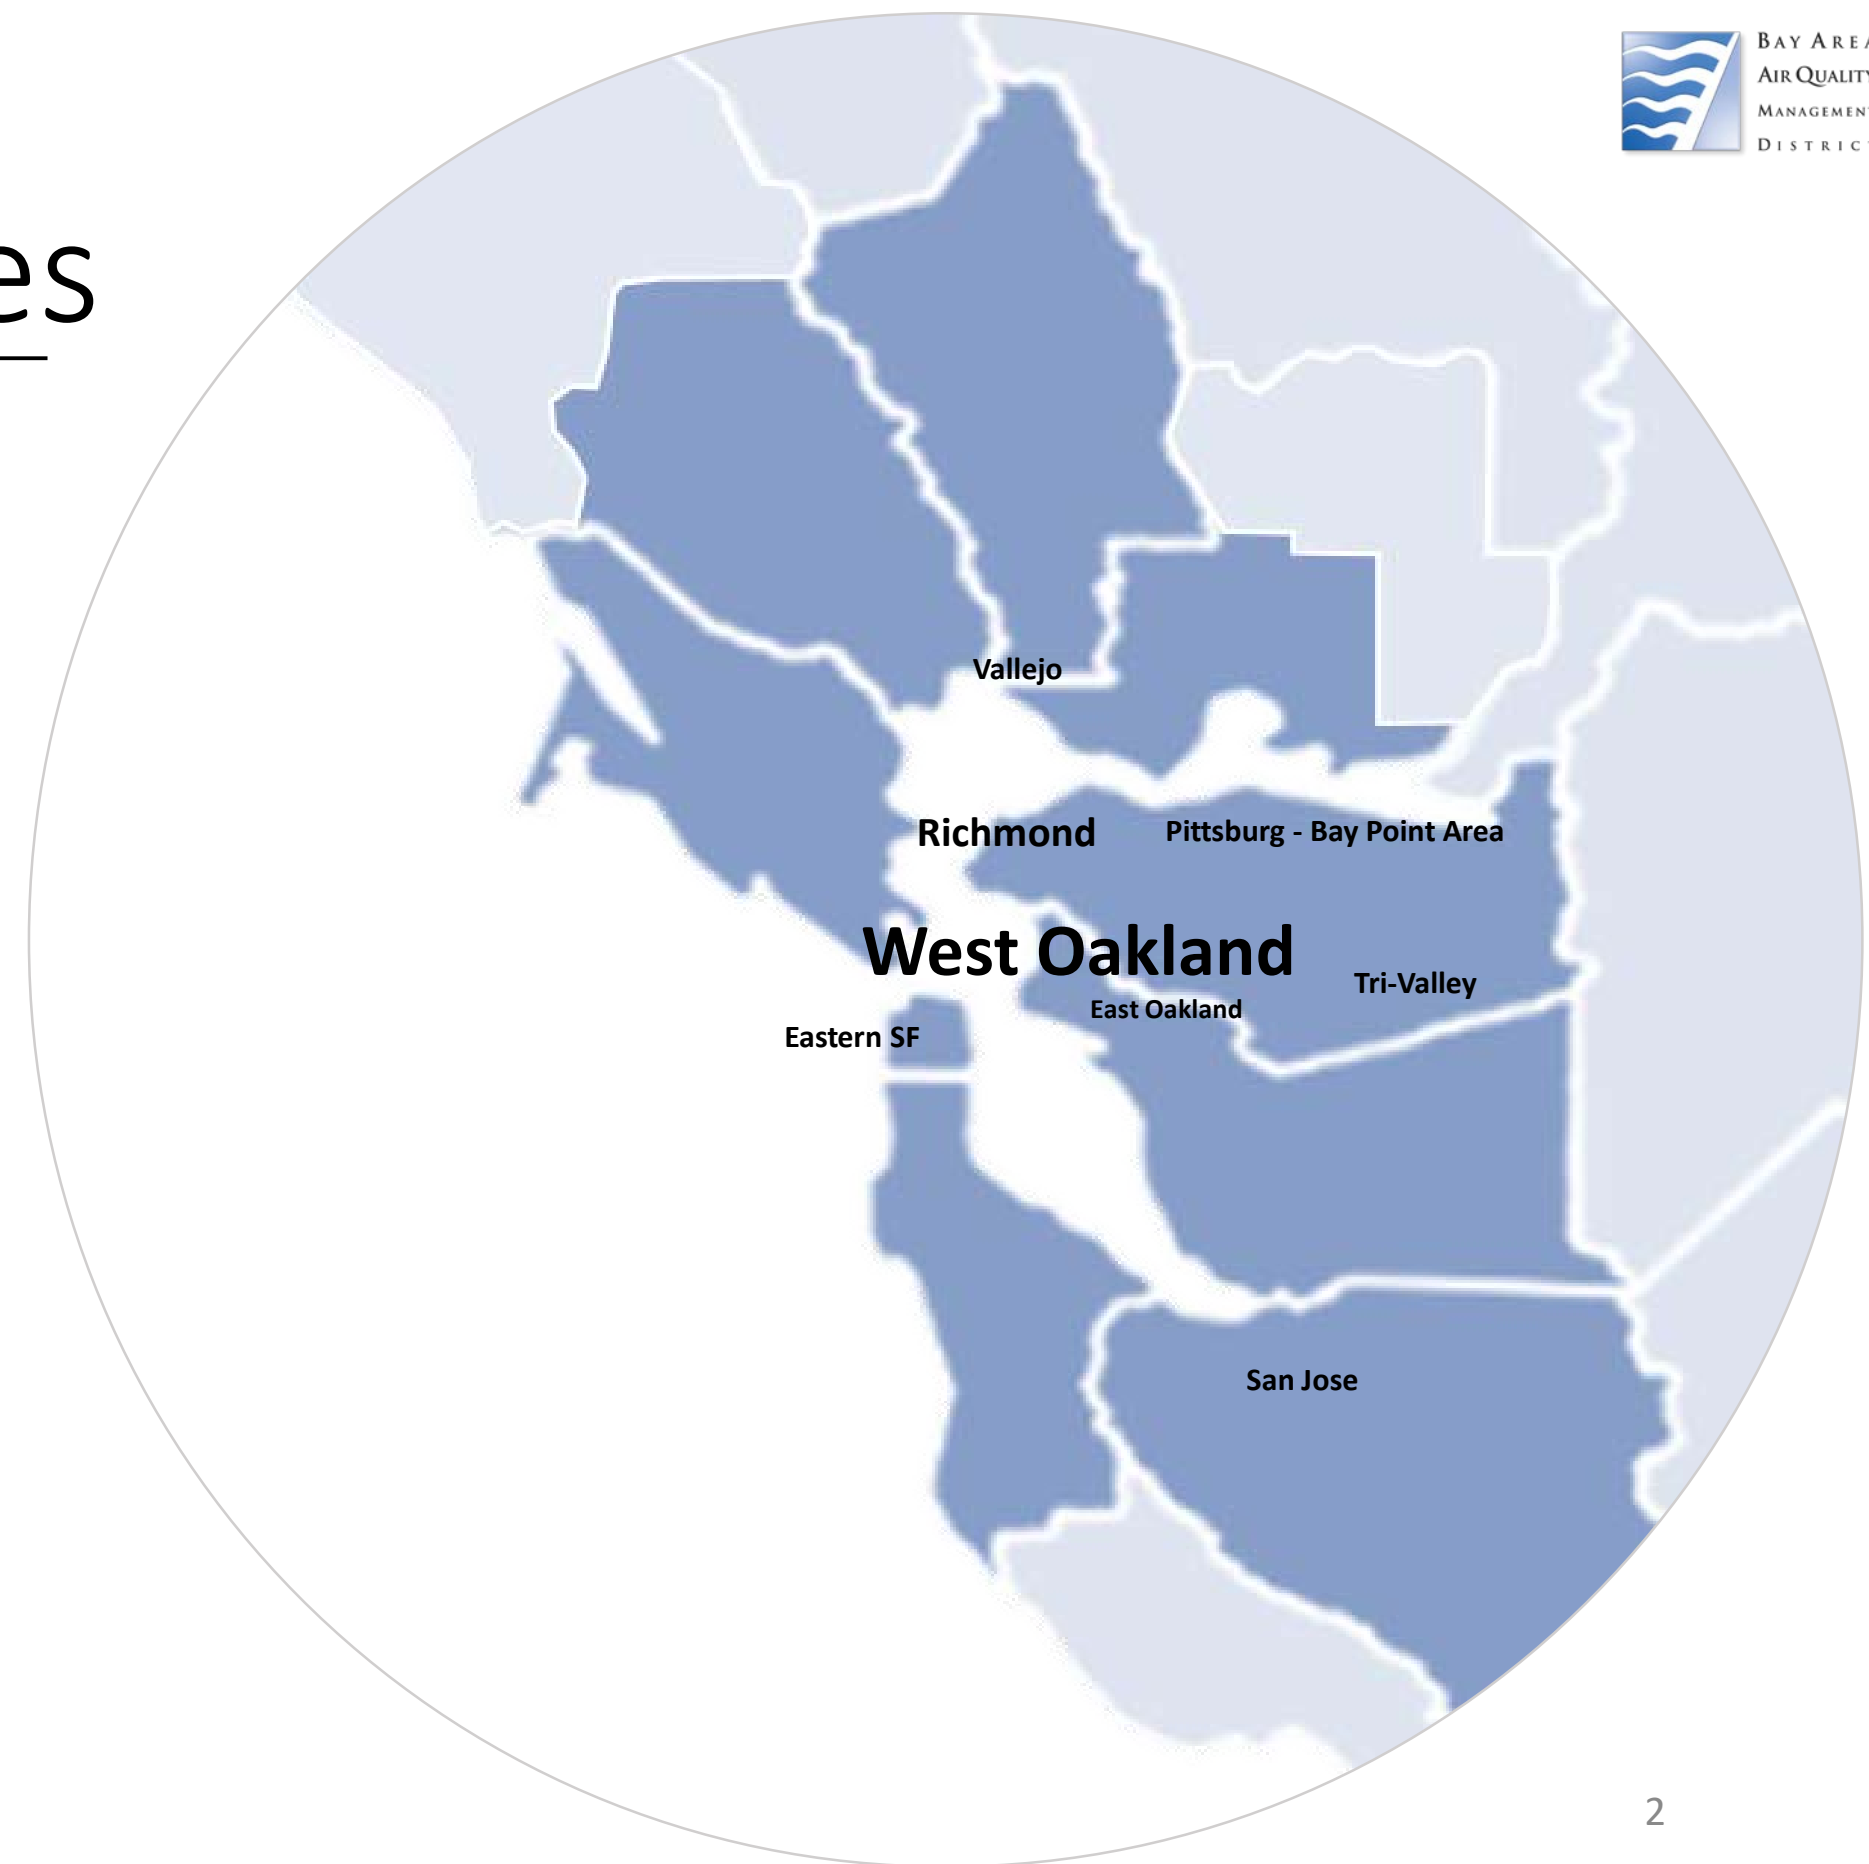 BAY AREA
AIR QUALITY
MANAGEMENT
DISTRICT
es
Vallejo
Richmond
Pittsburg - Bay Point Area
West Oakland
Tri-Valley
East Oakland
Eastern SF
San Jose
2